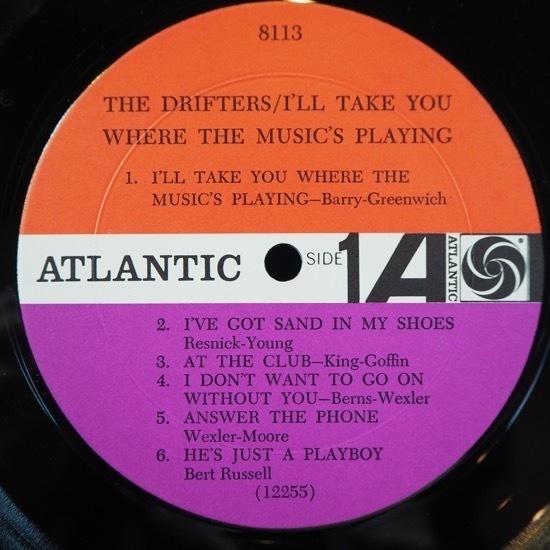 8113
THE DRIFTERS/I'LL TAKE YOU
WHERE THE MUSIC'S PLAYING
1. I'LL TAKE YOU WHERE THE
MUSIC'S PLAYING—Barry-Greenwich
ATLANTIC SIDE 1 A ATLANTIC
2. I'VE GOT SAND IN MY SHOES
Resnick-Young
3. AT THE CLUB—King-Goffin
4. I DON'T WANT TO GO ON
WITHOUT YOU—Berns-Wexler
5. ANSWER THE PHONE
Wexler-Moore
6. HE'S JUST A PLAYBOY
Bert Russell
(12255)